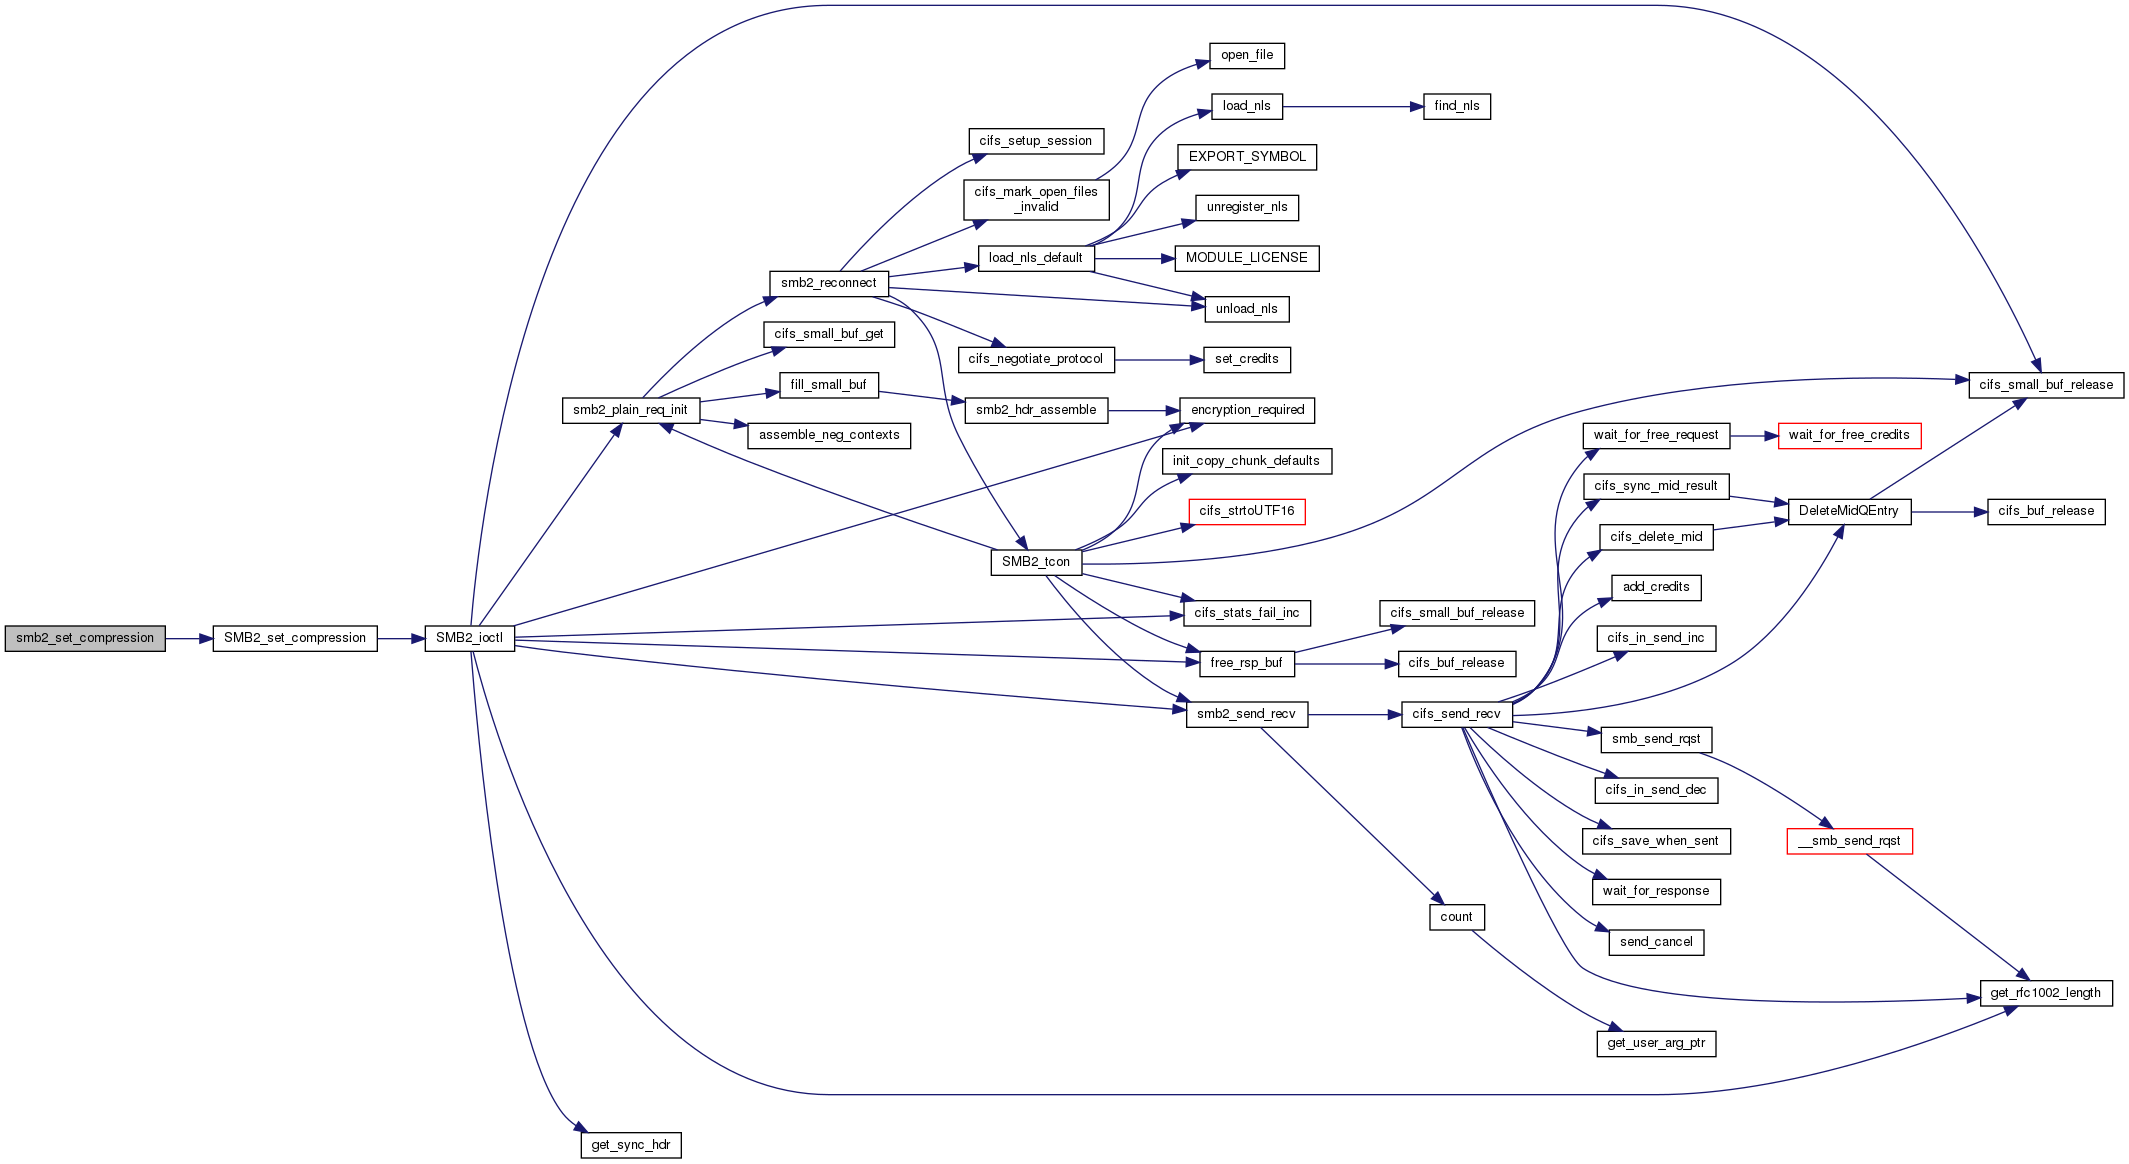 smb2_set_compression
SMB2_set_compression
SMB2_ioctl
smb2_plain_req_init
smb2_reconnect
cifs_small_buf_get
fill_small_buf
assemble_neg_contexts
get_sync_hdr
cifs_setup_session
cifs_mark_open_files
_invalid
load_nls_default
cifs_negotiate_protocol
smb2_hdr_assemble
SMB2_tcon
open_file
load_nls
find_nls
EXPORT_SYMBOL
unregister_nls
MODULE_LICENSE
unload_nls
set_credits
encryption_required
init_copy_chunk_defaults
cifs_strtoUTF16
cifs_stats_fail_inc
free_rsp_buf
smb2_send_recv
cifs_small_buf_release
cifs_buf_release
cifs_send_recv
count
wait_for_free_request
cifs_sync_mid_result
cifs_delete_mid
add_credits
cifs_in_send_inc
smb_send_rqst
cifs_in_send_dec
cifs_save_when_sent
wait_for_response
send_cancel
get_user_arg_ptr
wait_for_free_credits
DeleteMidQEntry
__smb_send_rqst
cifs_small_buf_release
cifs_buf_release
get_rfc1002_length